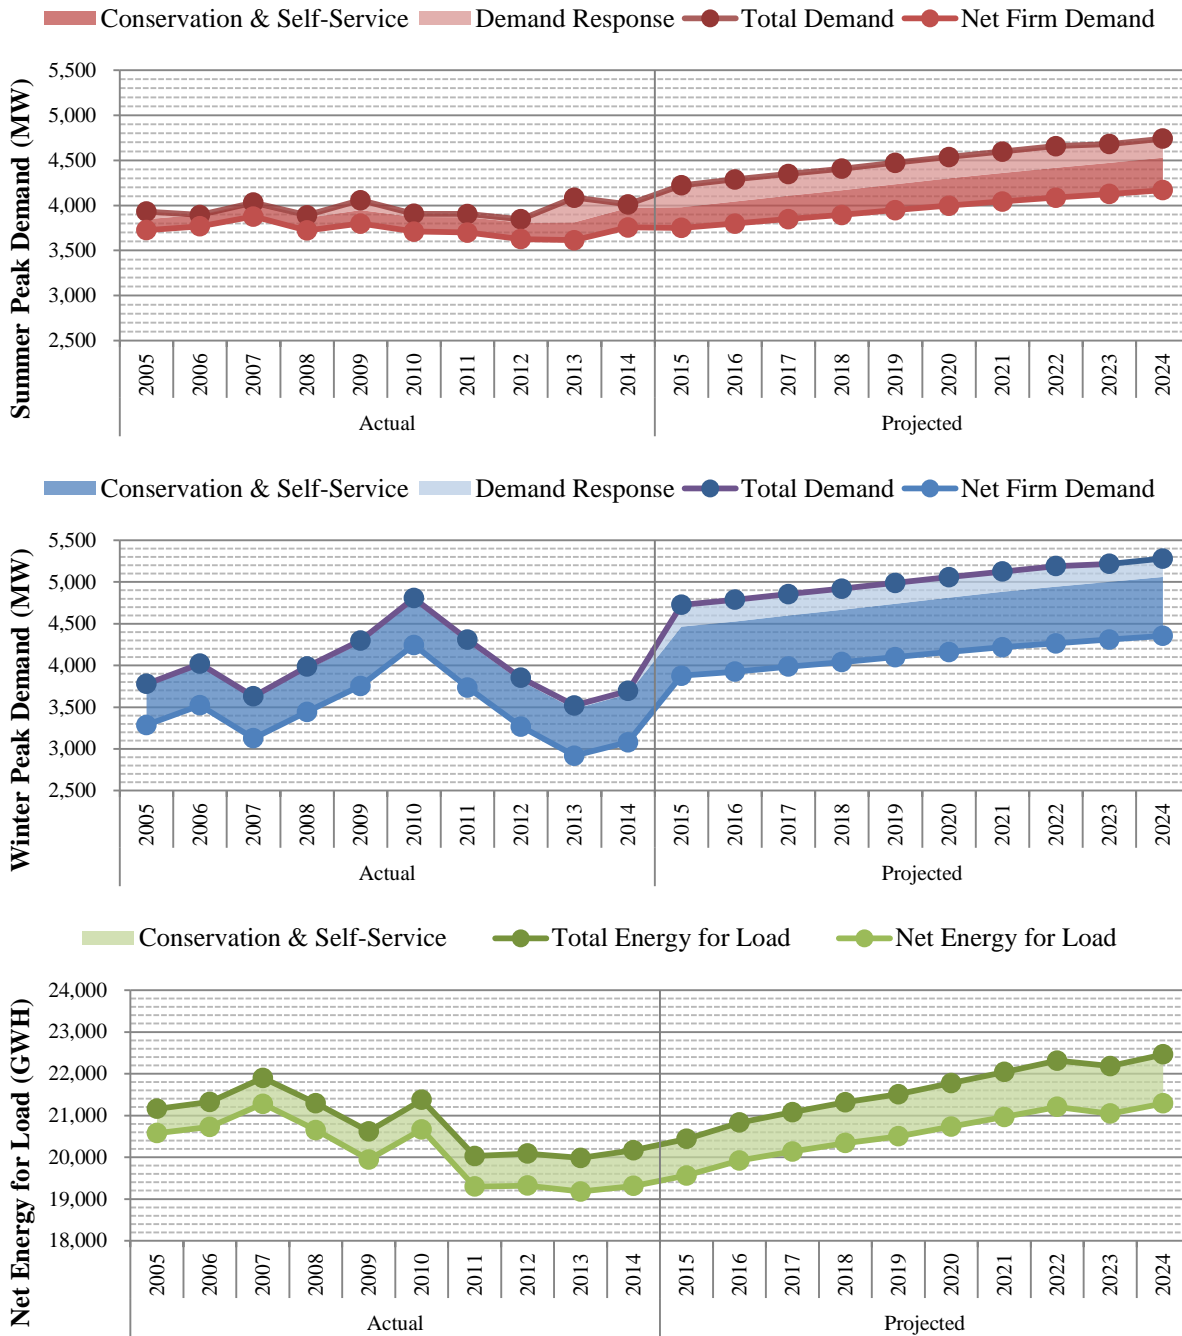 Conservation & Self-Service Demand Response Total Demand Net Firm Demand
Summer Peak Demand (MW)
5,500
5,000
4,500
4,000
3,500
3,000
2,500
2005 2006 2007 2008 2009 2010 2011 2012 2013 2014 2015 2016 2017 2018 2019 2020 2021 2022 2023 2024
Actual Projected
Conservation & Self-Service Demand Response Total Demand Net Firm Demand
Winter Peak Demand (MW)
5,500
5,000
4,500
4,000
3,500
3,000
2,500
2005 2006 2007 2008 2009 2010 2011 2012 2013 2014 2015 2016 2017 2018 2019 2020 2021 2022 2023 2024
Actual Projected
Conservation & Self-Service Total Energy for Load Net Energy for Load
Net Energy for Load (GWH)
24,000
23,000
22,000
21,000
20,000
19,000
18,000
2005 2006 2007 2008 2009 2010 2011 2012 2013 2014 2015 2016 2017 2018 2019 2020 2021 2022 2023 2024
Actual Projected